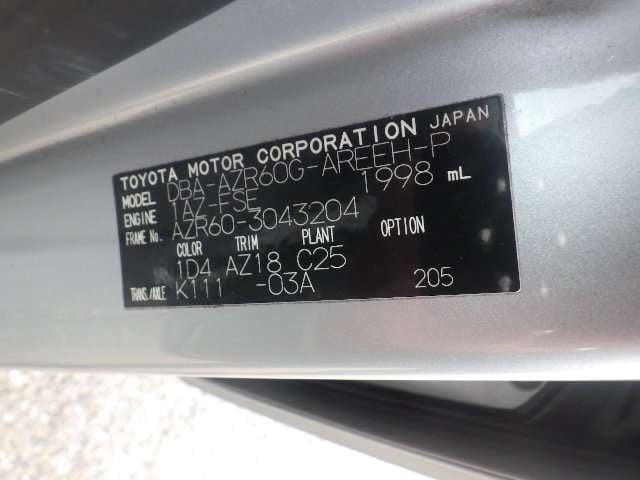 TOYOTA MOTOR CORPORATION JAPAN
MODEL DBA-AZR60G-AREEH-P
ENGINE 1AZ-FSE 1998 mL
FRAME No. AZR60-3043204
COLOR TRIM PLANT OPTION
1D4 AZ18 C25
TRANS./AXLE K111 -03A 205